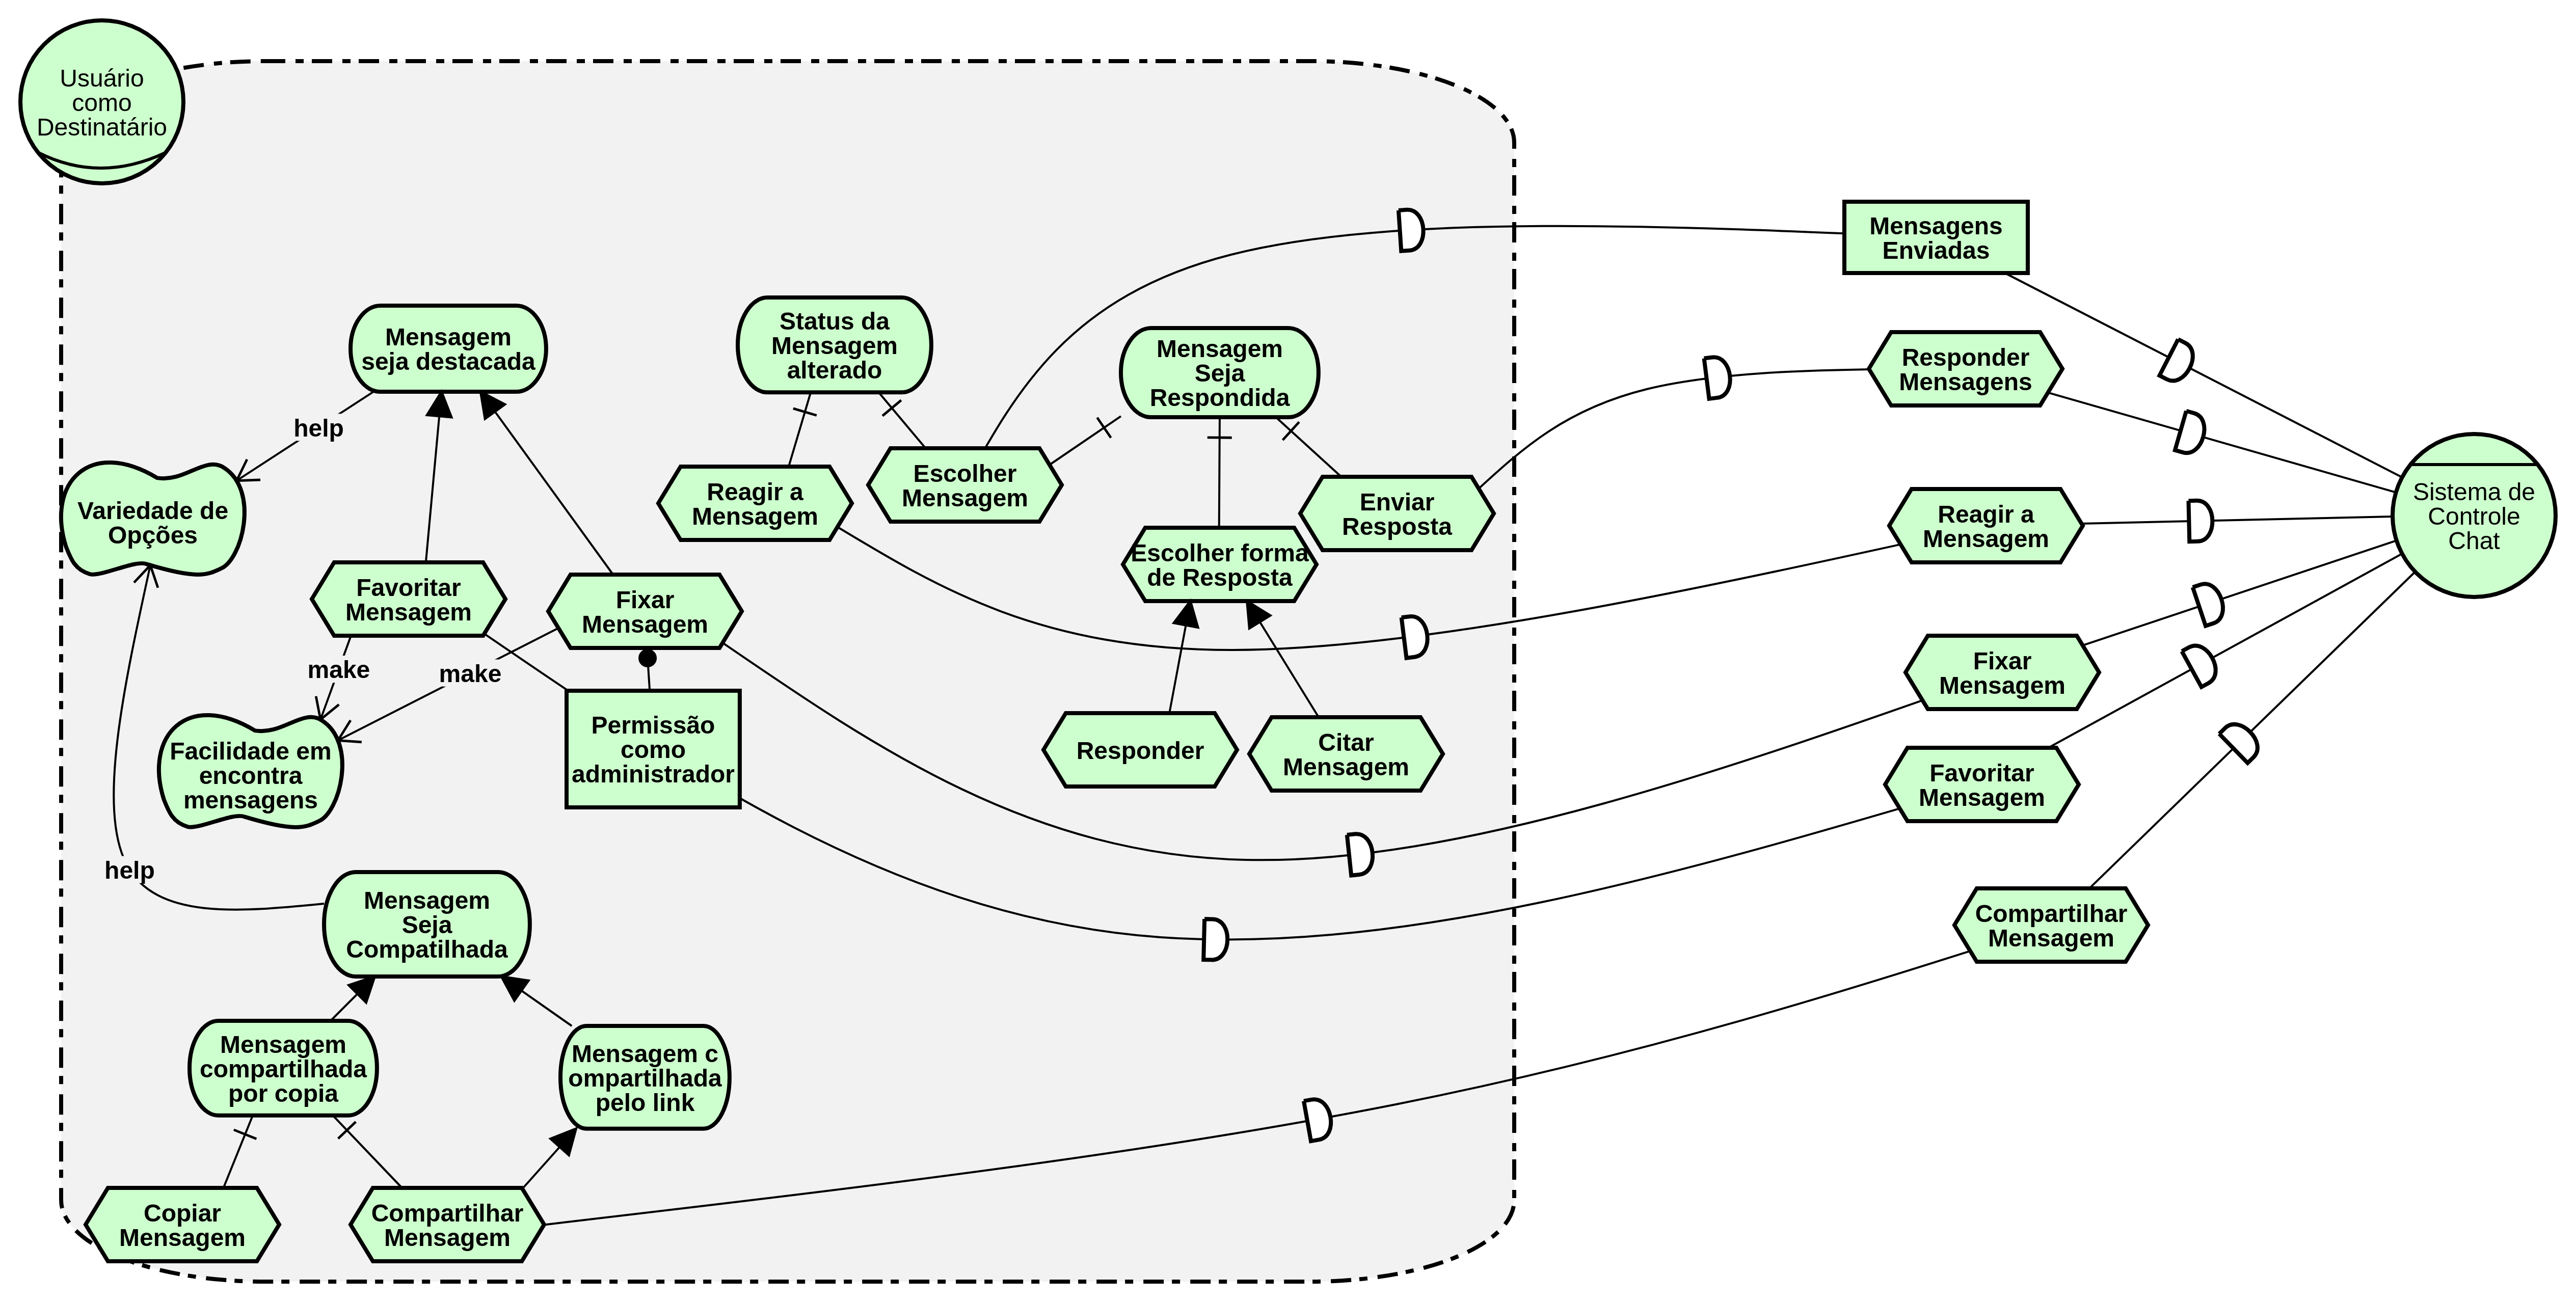 Usuário
como
Destinatário
Mensagens
Enviadas
Mensagem
seja destacada
Status da
Mensagem
alterado
Mensagem
Seja
Respondida
Responder
Mensagens
help
Variedade de
Opções
Reagir a
Mensagem
Escolher
Mensagem
Enviar
Resposta
Escolher forma
de Resposta
Reagir a
Mensagem
Sistema de
Controle
Chat
Favoritar
Mensagem
Fixar
Mensagem
make
make
Fixar
Mensagem
Facilidade em
encontra
mensagens
Permissão
como
administrador
Responder
Citar
Mensagem
Favoritar
Mensagem
help
Mensagem
Seja
Compatilhada
Compartilhar
Mensagem
Mensagem
compartilhada
por copia
Mensagem c
ompartilhada
pelo link
Copiar
Mensagem
Compartilhar
Mensagem